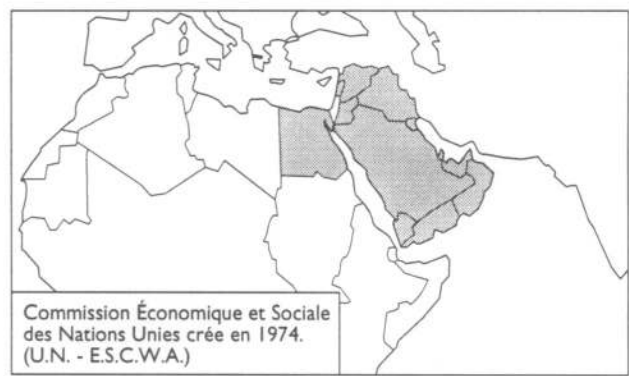 Commission Économique et Sociale
des Nations Unies crée en 1974.
(U.N. - E.S.C.W.A.)